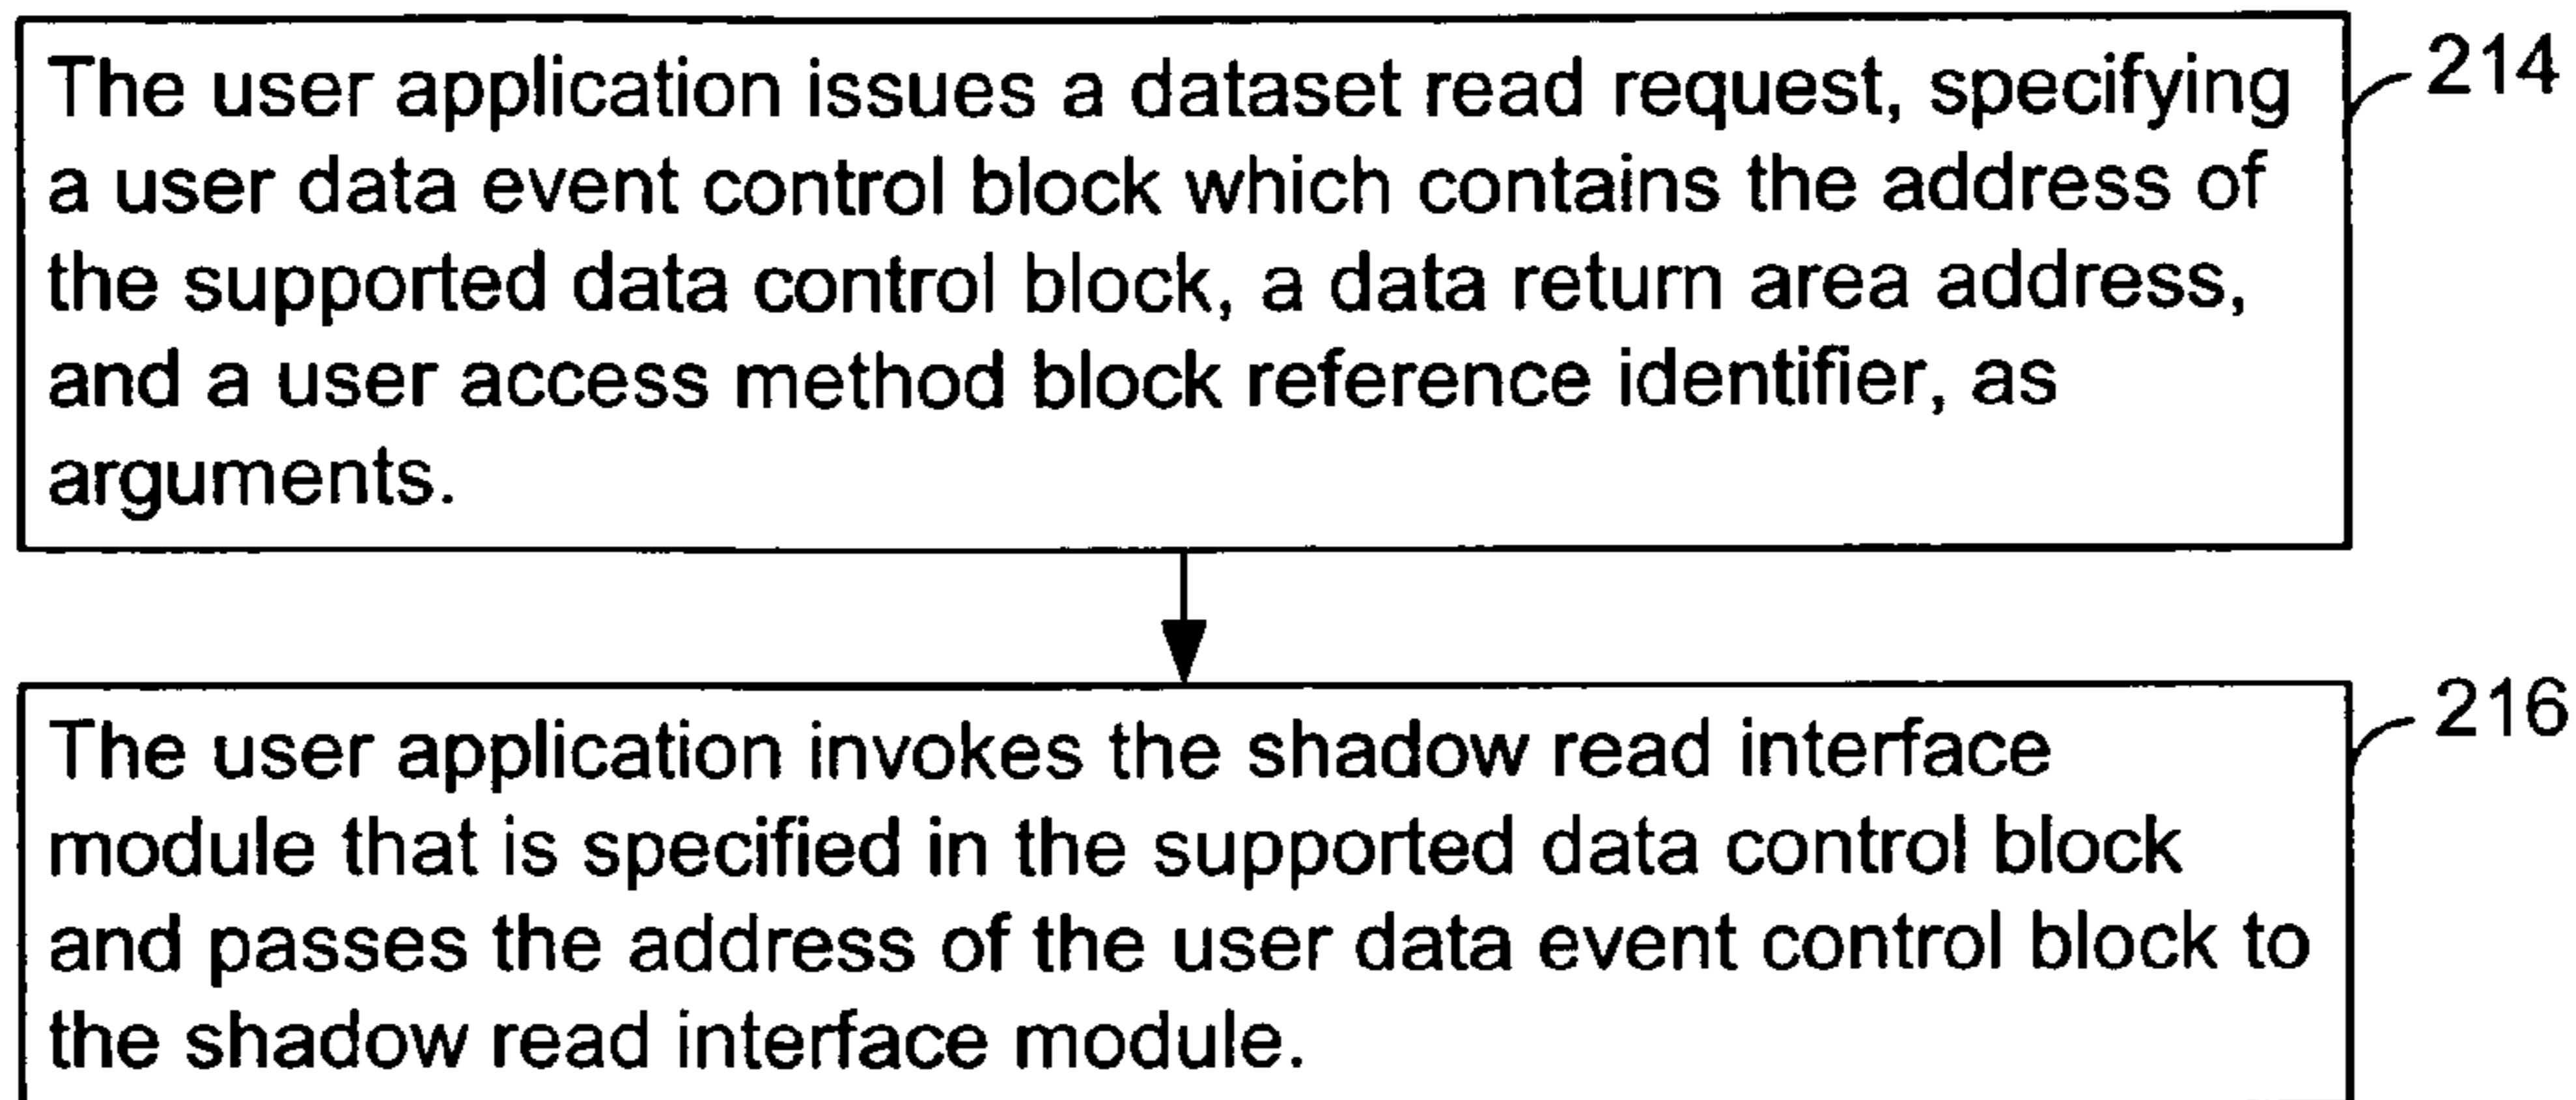 The user application issues a dataset read request, specifying
a user data event control block which contains the address of
the supported data control block, a data return area address,
and a user access method block reference identifier, as
arguments.
214
The user application invokes the shadow read interface
module that is specified in the supported data control block
and passes the address of the user data event control block to
the shadow read interface module.
216